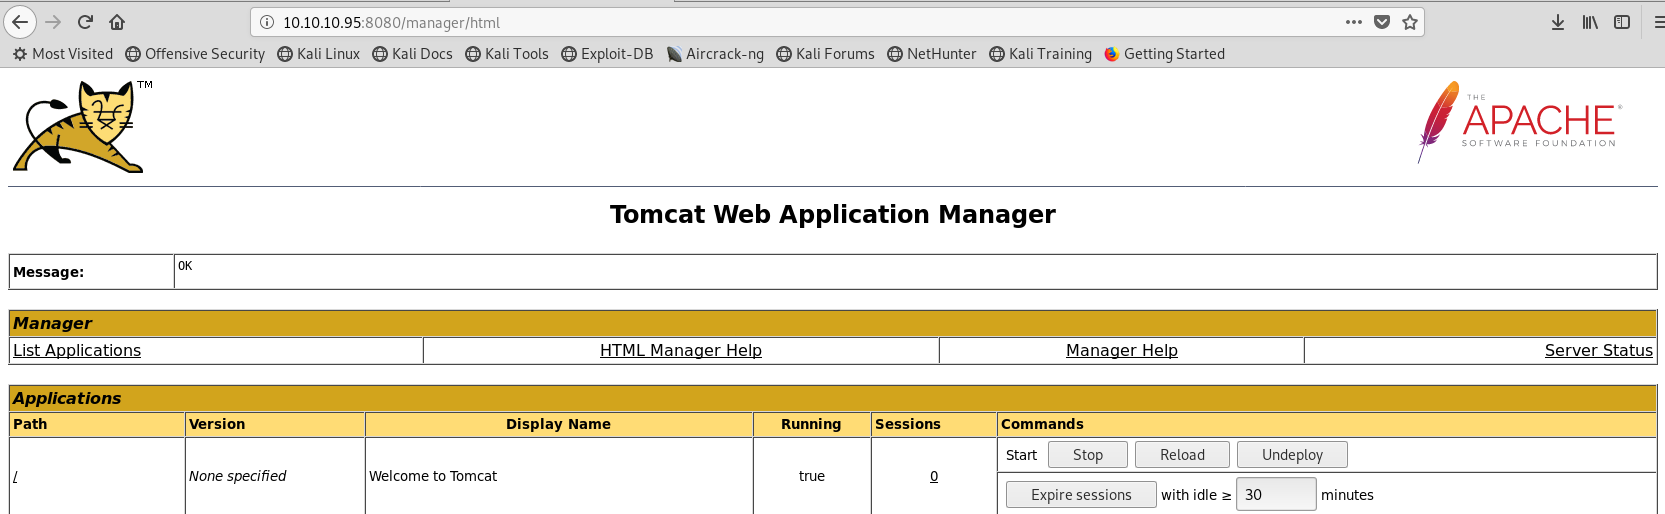 10.10.10.95:8080/manager/html
Most Visited Offensive Security Kali Linux Kali Docs Kali Tools Exploit-DB Aircrack-ng Kali Forums NetHunter Kali Training Getting Started
TM
THE
APACHE®
SOFTWARE FOUNDATION
Tomcat Web Application Manager
Message: OK
Manager
List Applications HTML Manager Help Manager Help Server Status
Applications
Path Version Display Name Running Sessions Commands
Start Stop Reload Undeploy
/ None specified Welcome to Tomcat true 0
Expire sessions with idle ≥ 30 minutes